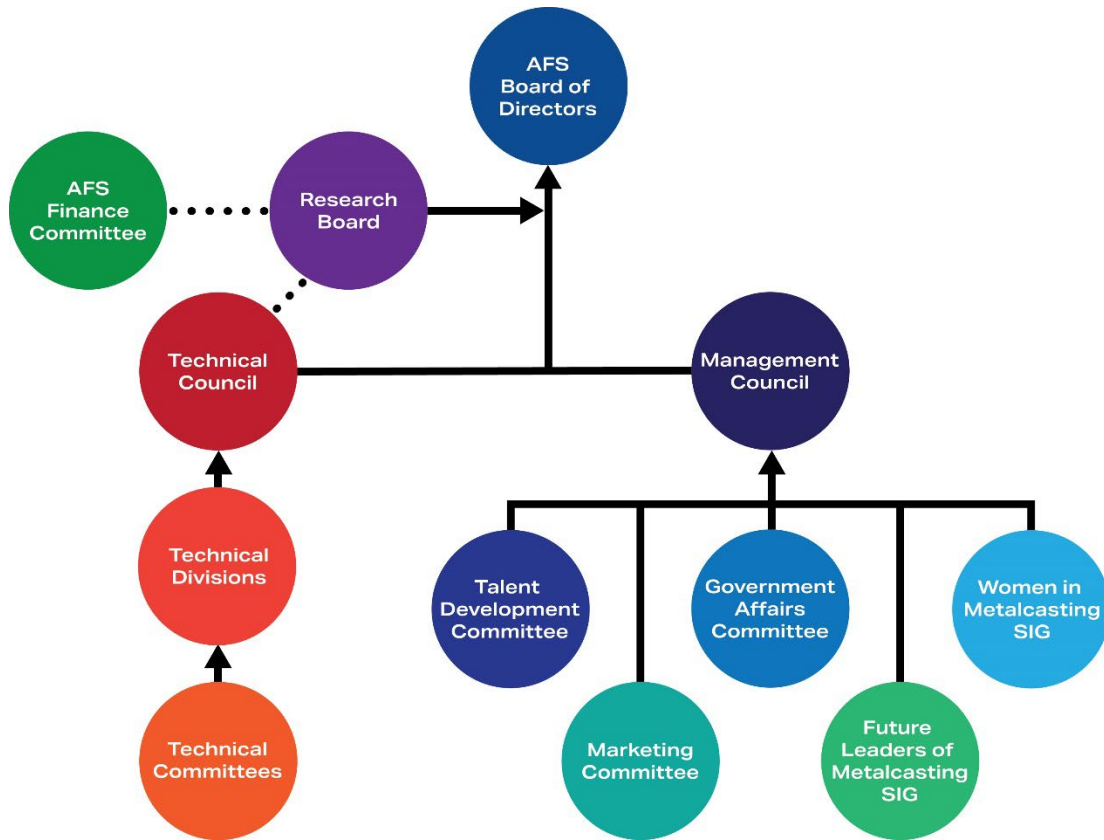 AFS
Board of
Directors
AFS
Finance
Committee
Research
Board
Technical
Council
Management
Council
Technical
Divisions
Talent
Development
Committee
Government
Affairs
Committee
Women in
Metalcasting
SIG
Technical
Committees
Marketing
Committee
Future
Leaders of
Metalcasting
SIG